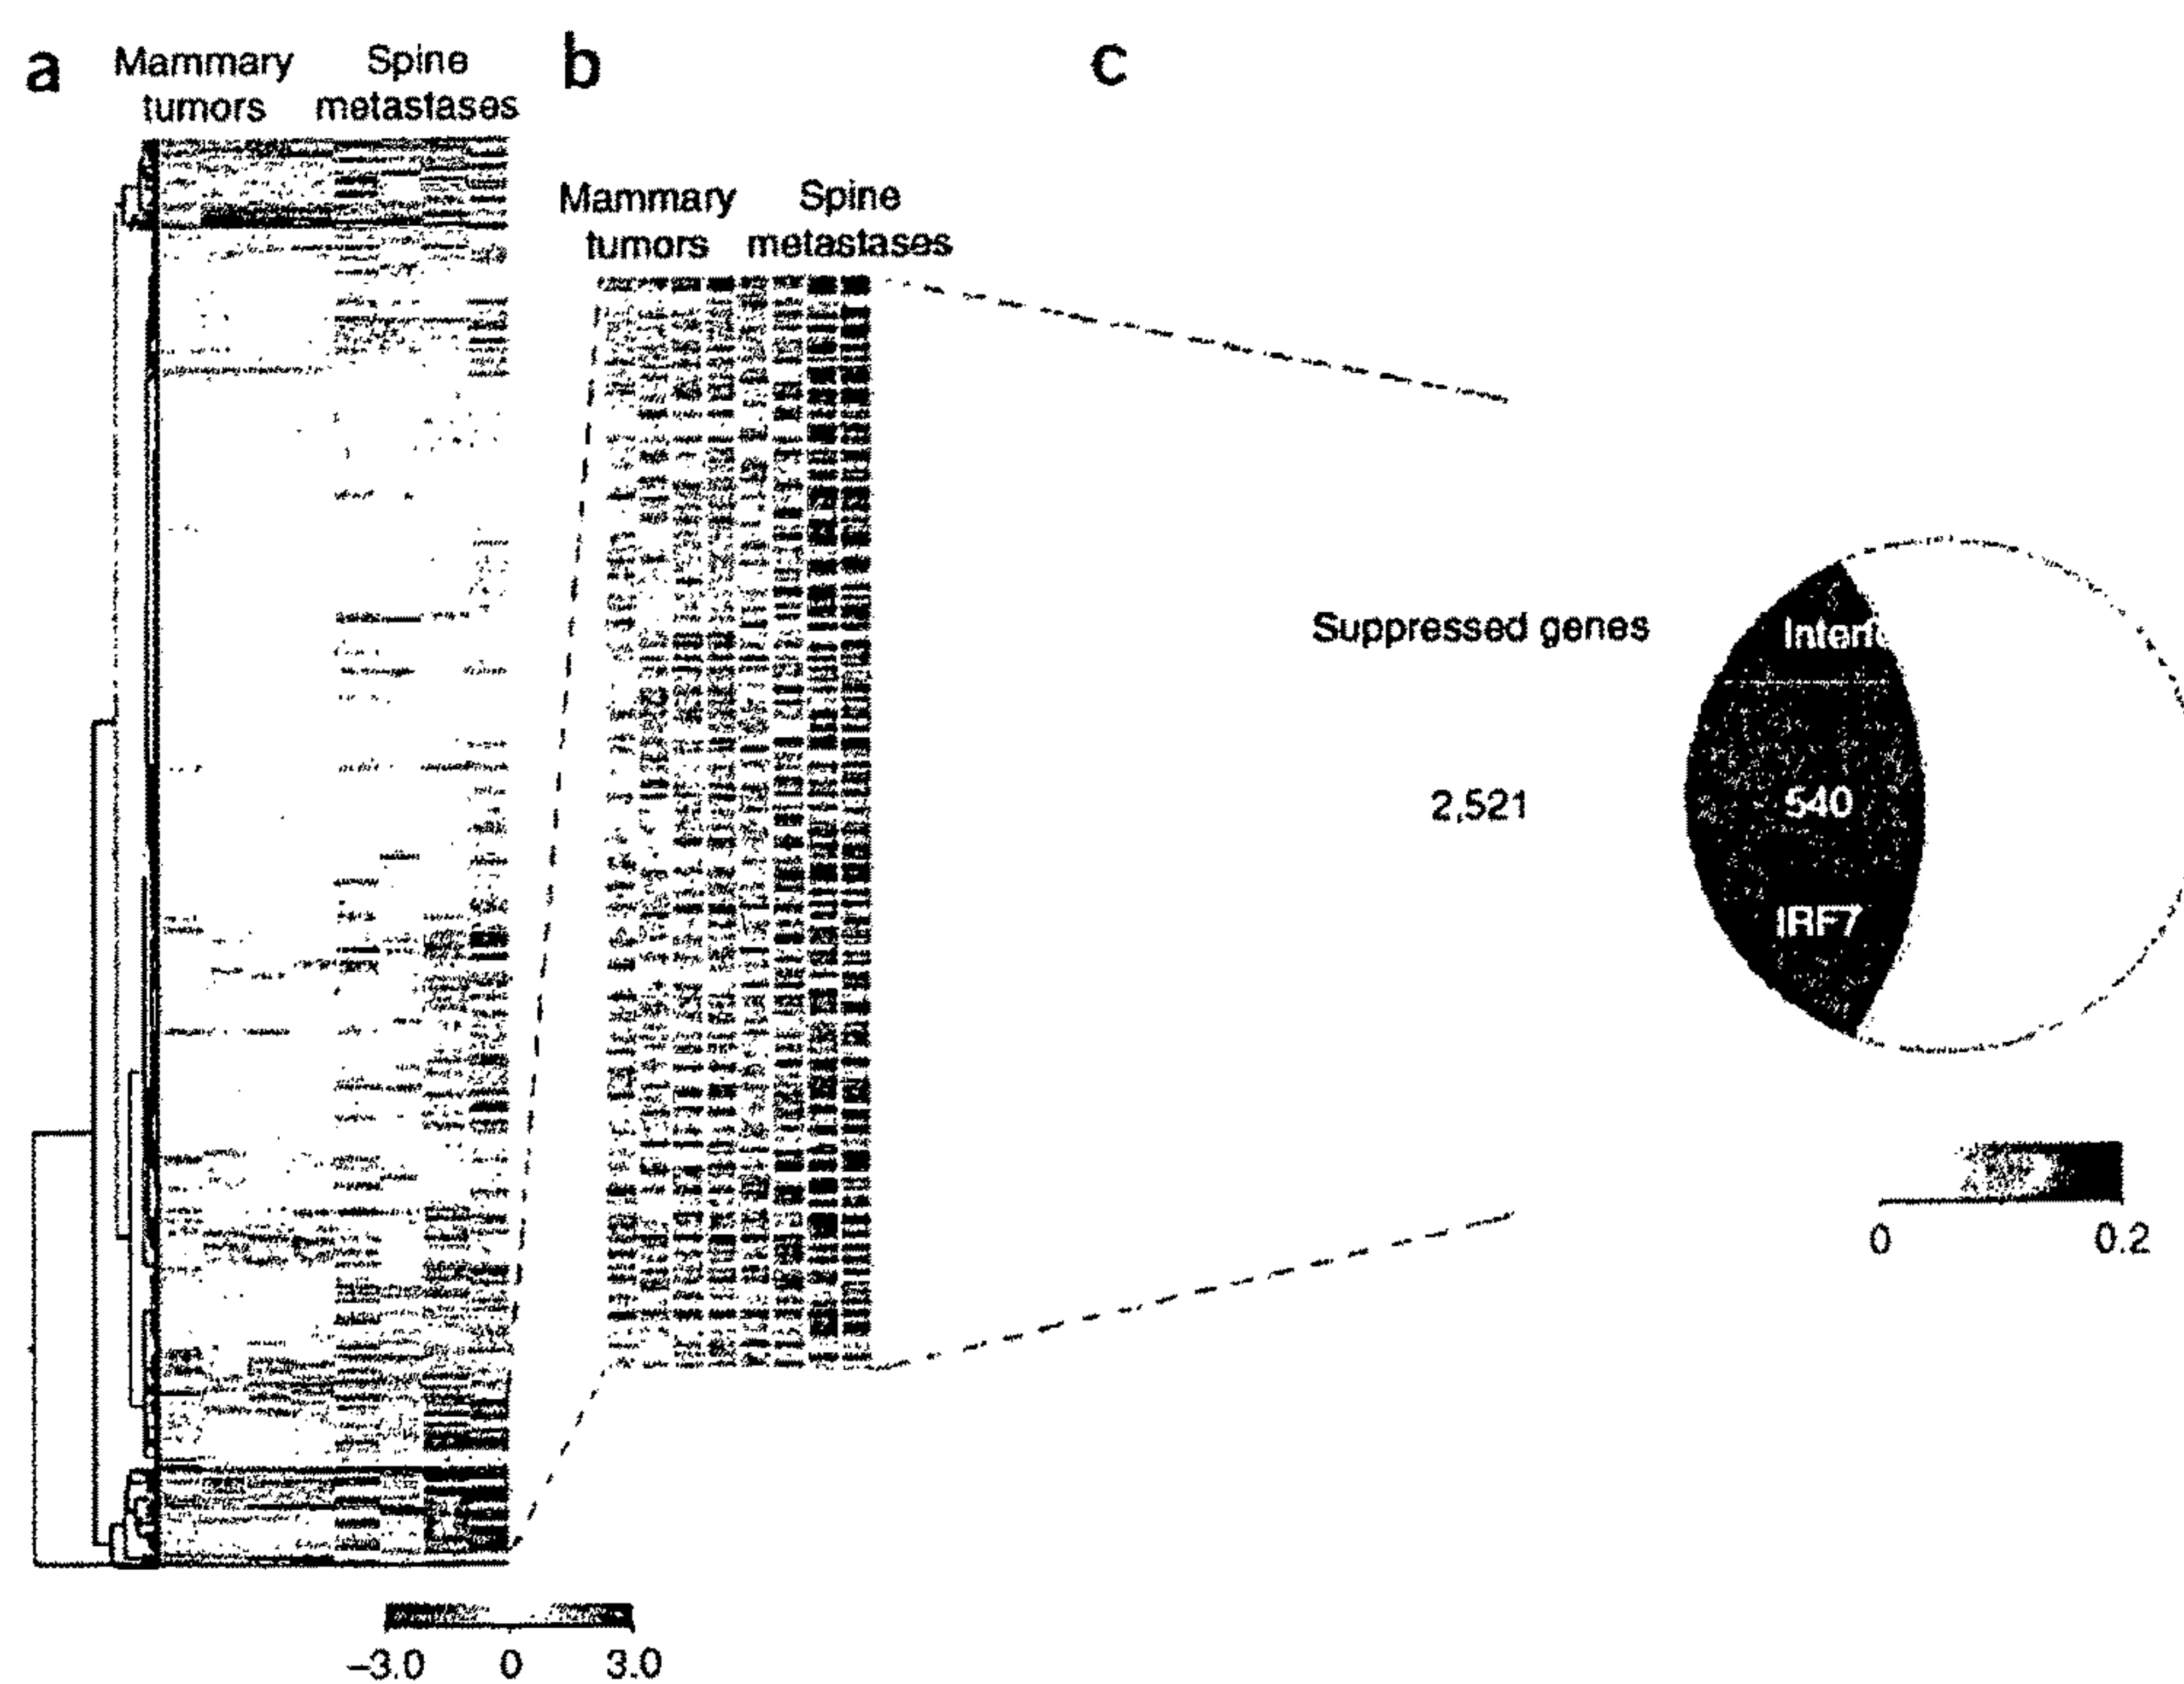 a
Mammary
tumors
Spine
metastases
b
Mammary
tumors
Spine
metastases
c
Suppressed genes
2,521
Interfe
540
IRF7
0
0.2
–3.0
0
3.0